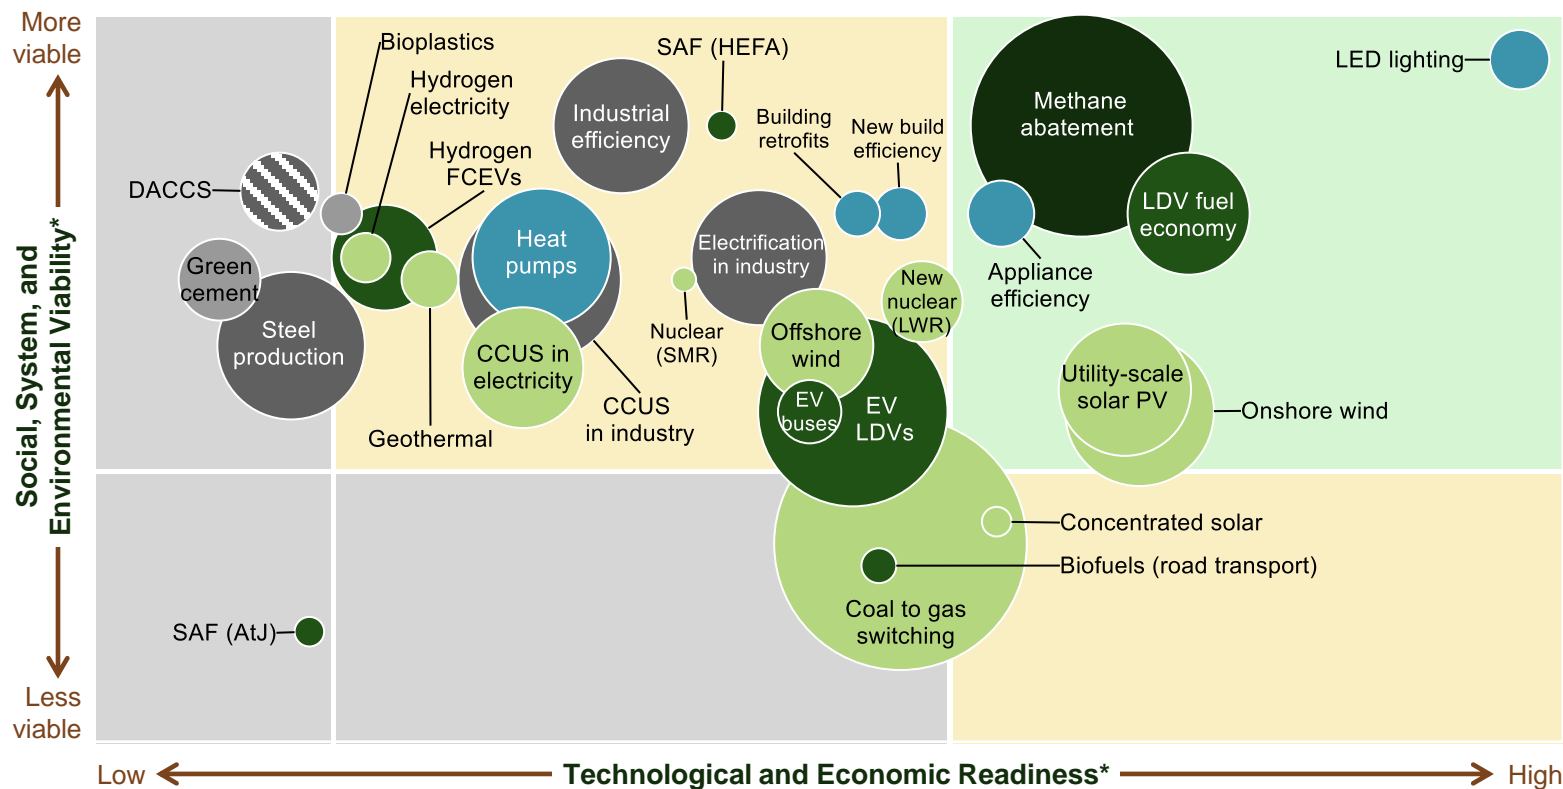 More
viable
Bioplastics
Hydrogen
electricity
SAF (HEFA)
LED lighting
Industrial
efficiency
Methane
abatement
Building
retrofits
New build
efficiency
Hydrogen
FCEVs
DACCS
LDV fuel
economy
Heat
pumps
Electrification
in industry
Green
cement
New
nuclear
(LWR)
Appliance
efficiency
Steel
production
Nuclear
(SMR)
Offshore
wind
CCUS in
electricity
Utility-scale
solar PV
Onshore wind
EV
buses
EV
LDVs
CCUS
in industry
Geothermal
Social, System, and
Environmental Viability*
Concentrated solar
Biofuels (road transport)
Coal to gas
switching
SAF (AtJ)
Less
viable
Low
Technological and Economic Readiness*
High